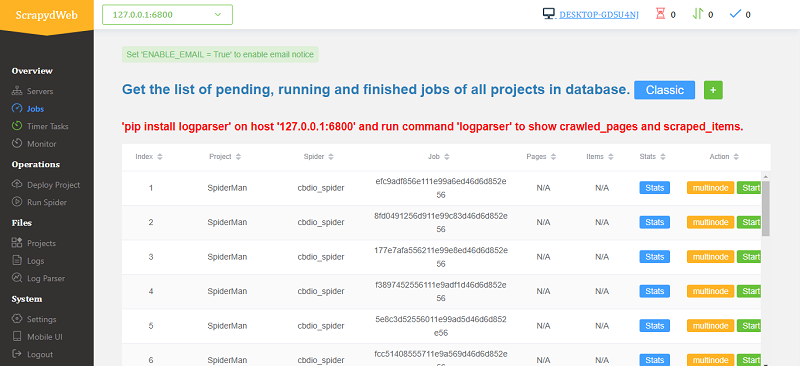 ScrapydWeb
127.0.0.1:6800
DESKTOP-GDSU4NJ 0 0 0
Set 'ENABLE_EMAIL = True' to enable email notice
Overview
Servers
Jobs
Timer Tasks
Monitor
Operations
Deploy Project
Run Spider
Files
Projects
Logs
Log Parser
System
Settings
Mobile UI
Logout
Get the list of pending, running and finished jobs of all projects in database. Classic +
'pip install logparser' on host '127.0.0.1:6800' and run command 'logparser' to show crawled_pages and scraped_items.
Index Project Spider Job Pages Items Stats Action
1 SpiderMan cbdio_spider efc9adf856e111e99a6ed46d6d852e56 N/A N/A Stats multinode Start
2 SpiderMan cbdio_spider 8fd0491256d911e99c83d46d6d852e56 N/A N/A Stats multinode Start
3 SpiderMan cbdio_spider 177e7afa556211e99e8ed46d6d852e56 N/A N/A Stats multinode Start
4 SpiderMan cbdio_spider f3897452556111e9adf1d46d6d852e56 N/A N/A Stats multinode Start
5 SpiderMan cbdio_spider 5e8c3d52556011e99ad5d46d6d852e56 N/A N/A Stats multinode Start
6 SpiderMan cbdio_spider fcc51408555711e9a569d46d6d852e N/A N/A Stats multinode Start